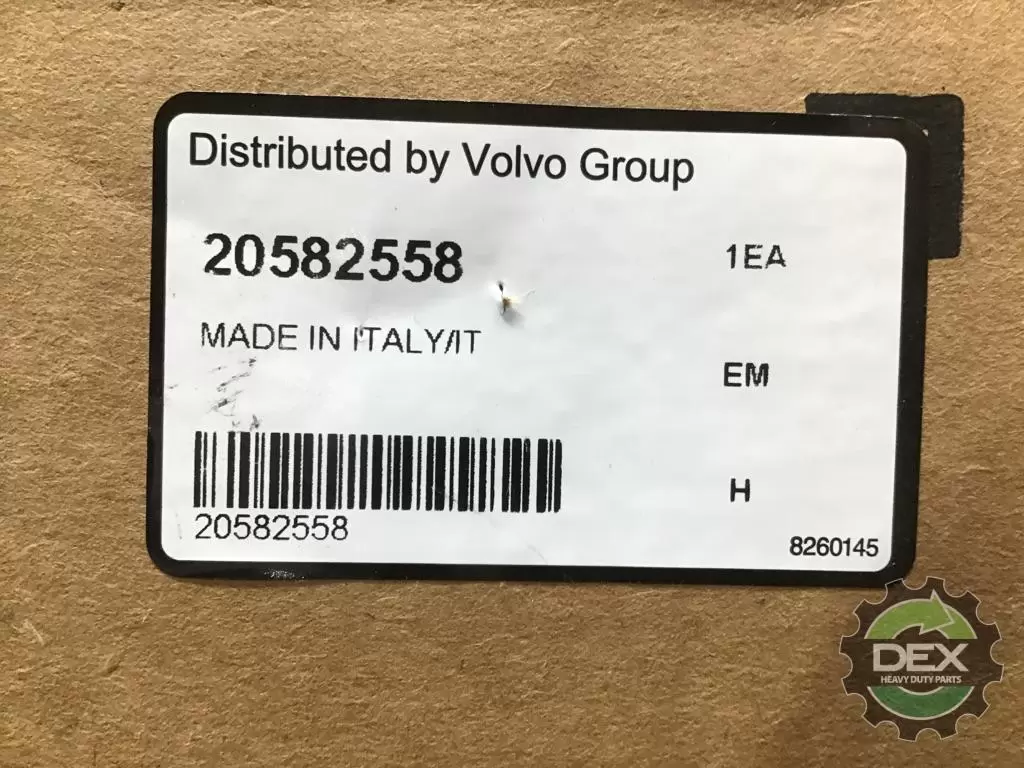 Distributed by Volvo Group
20582558
1EA
MADE IN ITALY/IT
EM
H
20582558
8260145
DEX
HEAVY DUTY PARTS